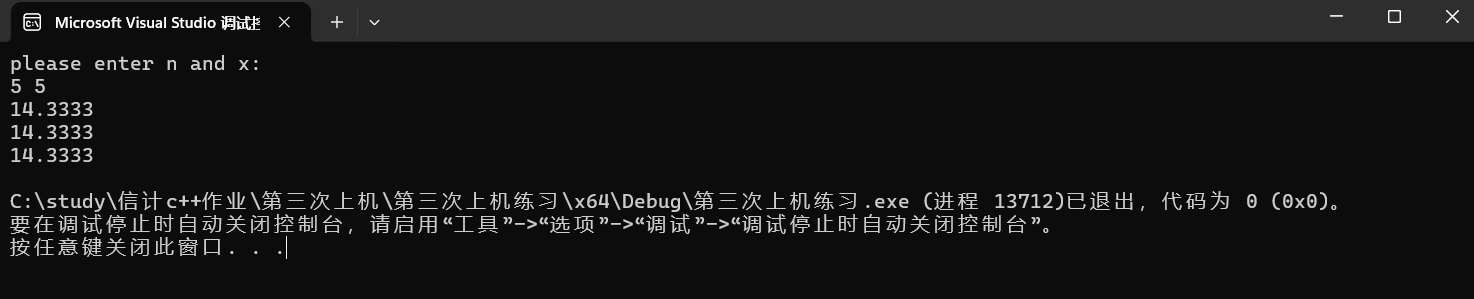 Microsoft Visual Studio 调试控
please enter n and x:
5 5
14.3333
14.3333
14.3333
C:\study\信计c++作业\第三次上机\第三次上机练习\x64\Debug\第三次上机练习.exe (进程 13712)已退出，代码为 0 (0x0)。
要在调试停止时自动关闭控制台，请启用“工具”->“选项”->“调试”->“调试停止时自动关闭控制台”。
按任意键关闭此窗口. . .